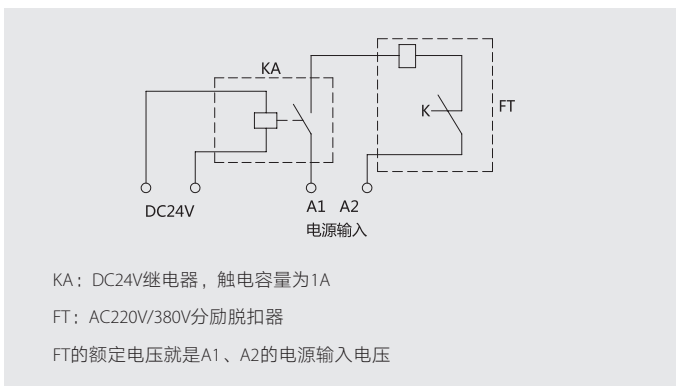 KA
K
FT
DC24V
A1 A2
电源输入
KA：DC24V继电器，触电容量为1A
FT：AC220V/380V分励脱扣器
FT的额定电压就是A1、A2的电源输入电压